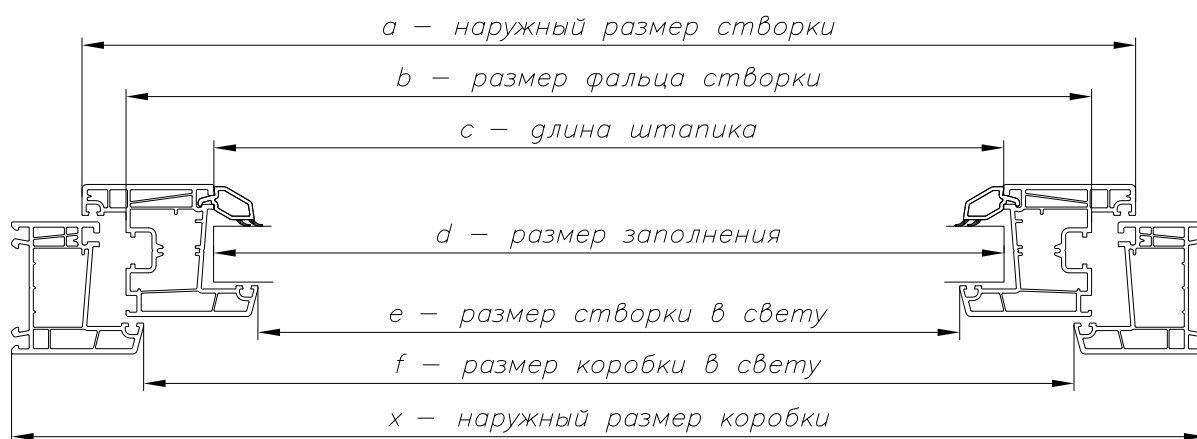 a – наружный размер створки
b – размер фальца створки
c – длина штапика
d – размер заполнения
e – размер створки в свету
f – размер коробки в свету
x – наружный размер коробки